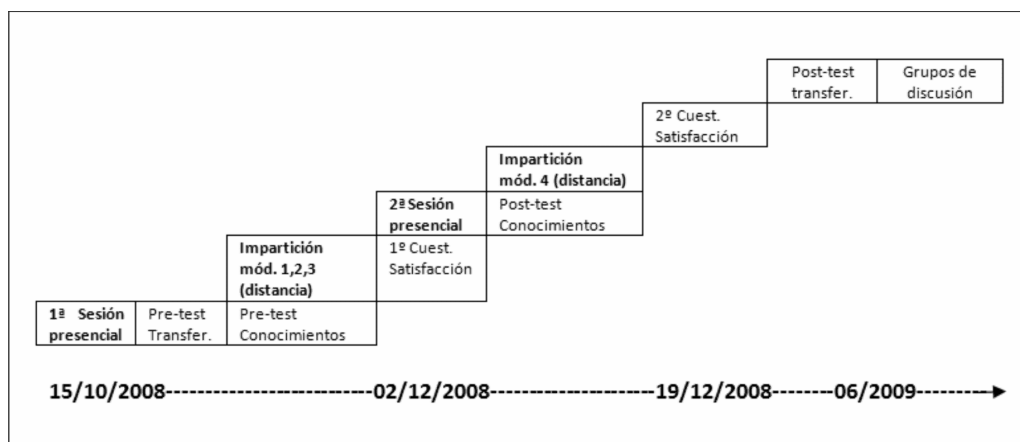 Post-test
transfer.
Grupos de
discusión
2º Cuest.
Satisfacción
Impartición
mód. 4 (distancia)
2ª Sesión
presencial
Post-test
Conocimientos
Impartición
mód. 1,2,3
(distancia)
1º Cuest.
Satisfacción
1ª Sesión
presencial
Pre-test
Transfer.
Pre-test
Conocimientos
15/10/2008-----------------------02/12/2008------------------19/12/2008--------06/2009----------